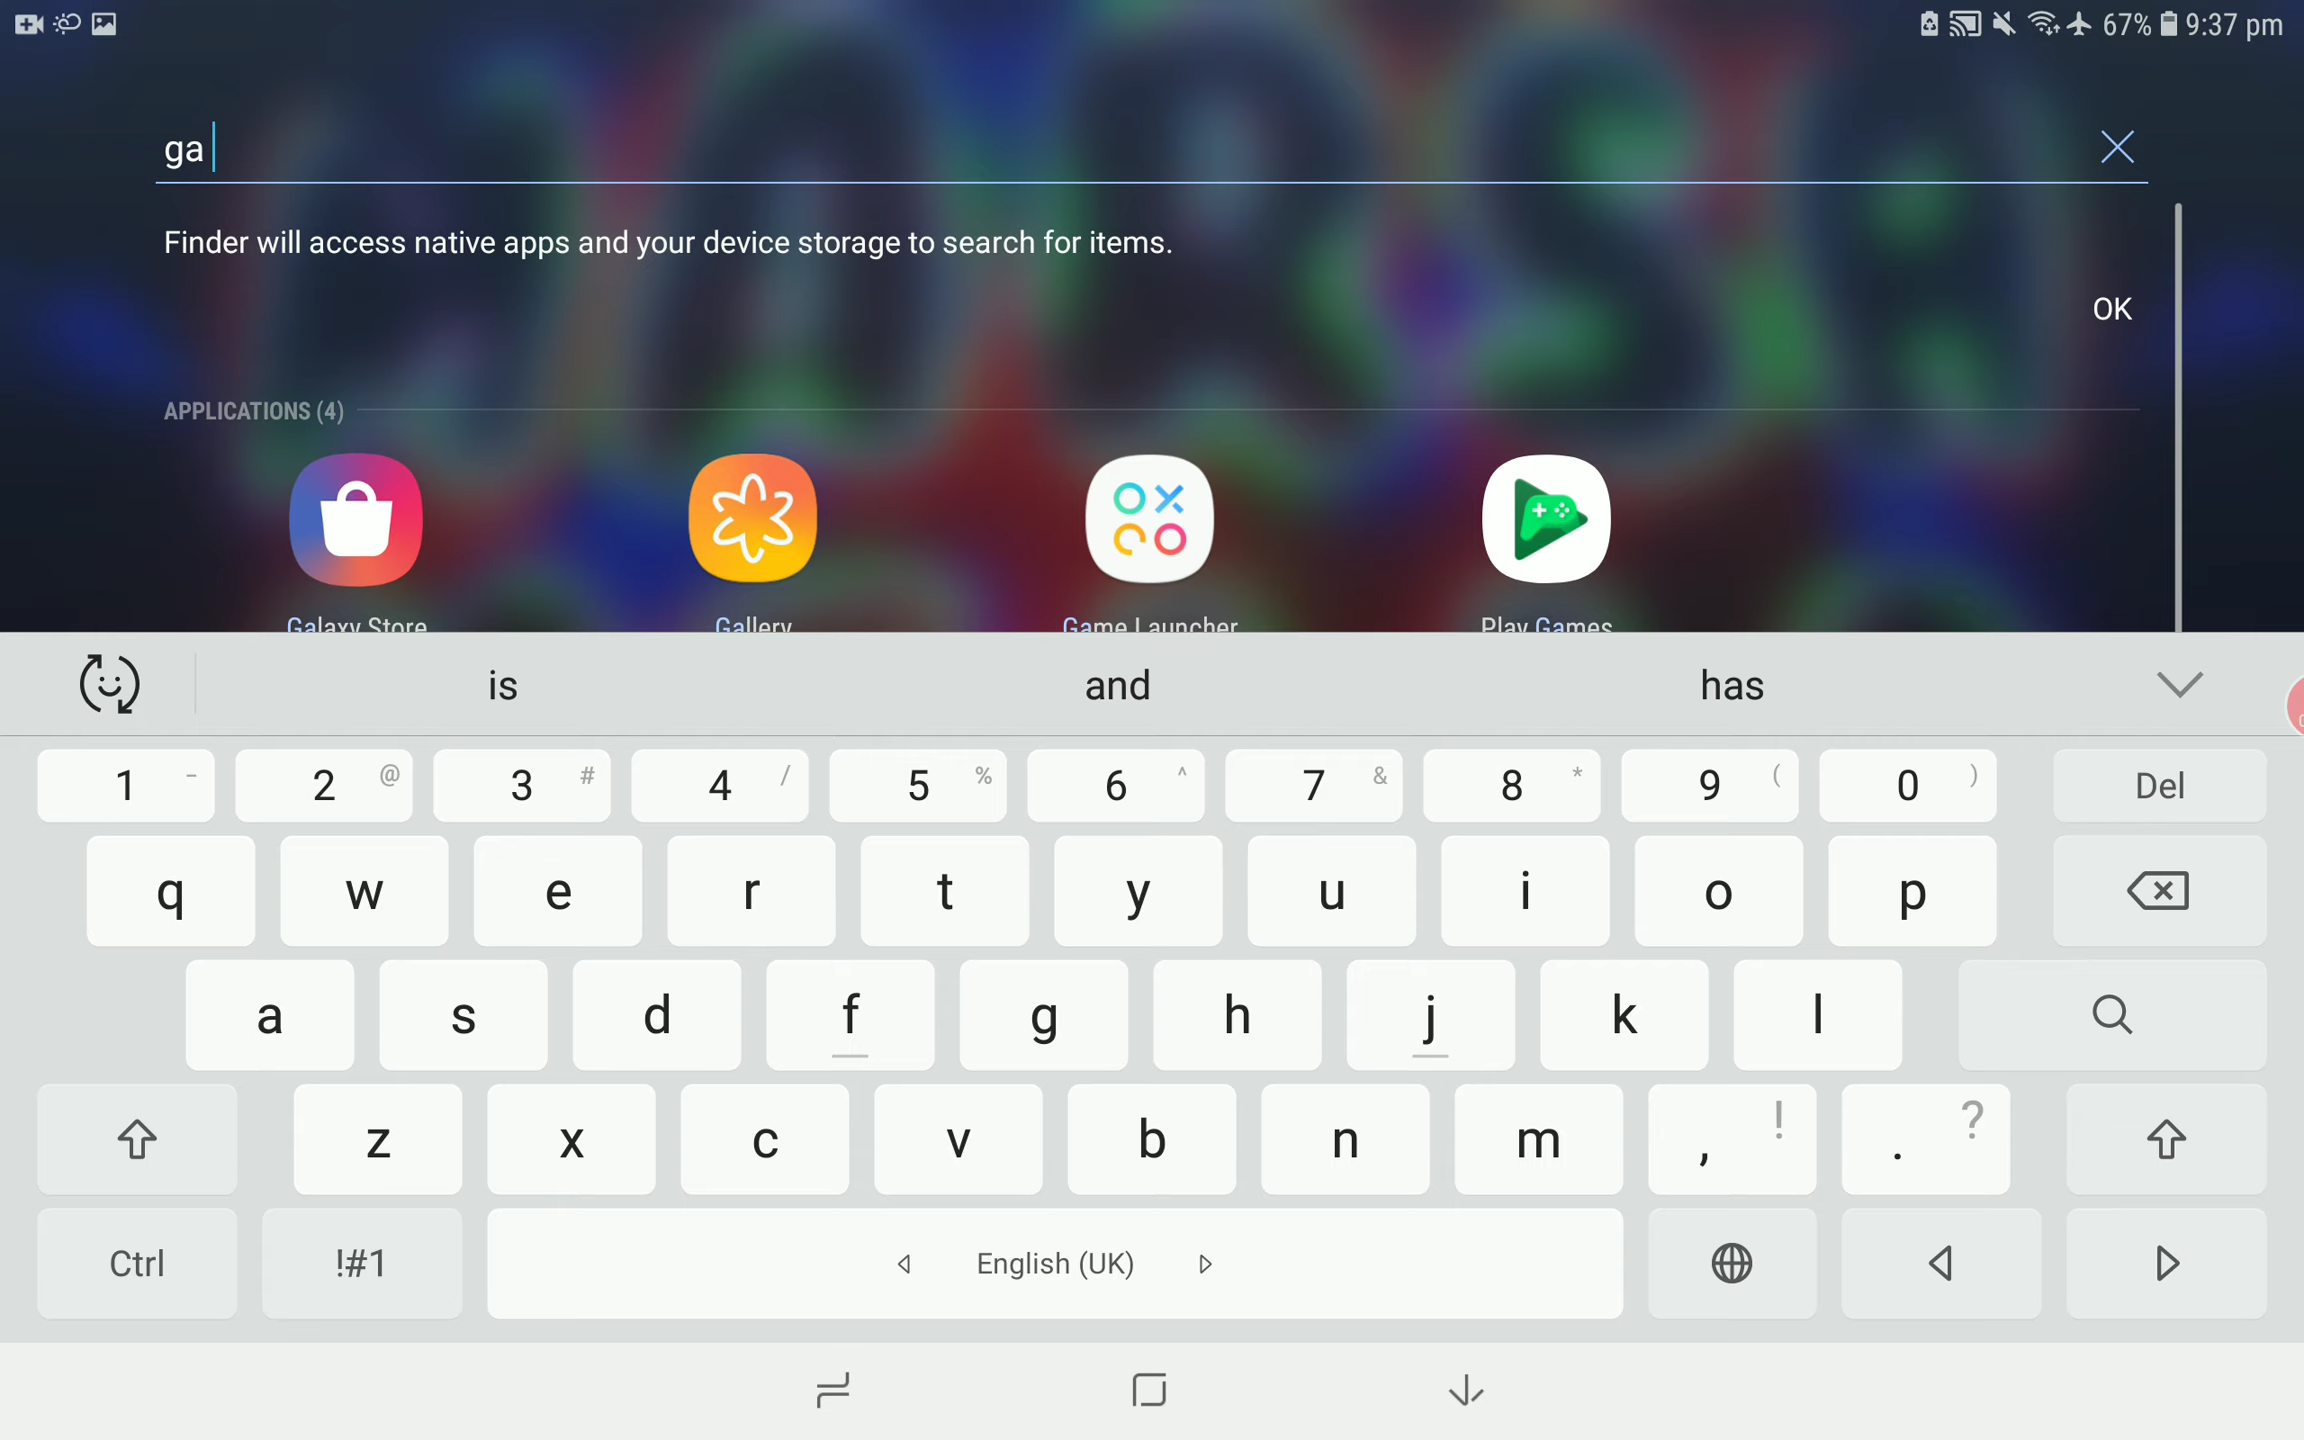 67% 9:37 pm
ga
Finder will access native apps and your device storage to search for items.
OK
APPLICATIONS (4)
Galaxy Store Gallery Game Launcher Play Games
is and has
1 - 2 @ 3 # 4 / 5 % 6 ^ 7 & 8 * 9 ( 0 ) Del
q w e r t y u i o p
a s d f g h j k l
z x c v b n m , ! . ?
Ctrl !#1 English (UK)